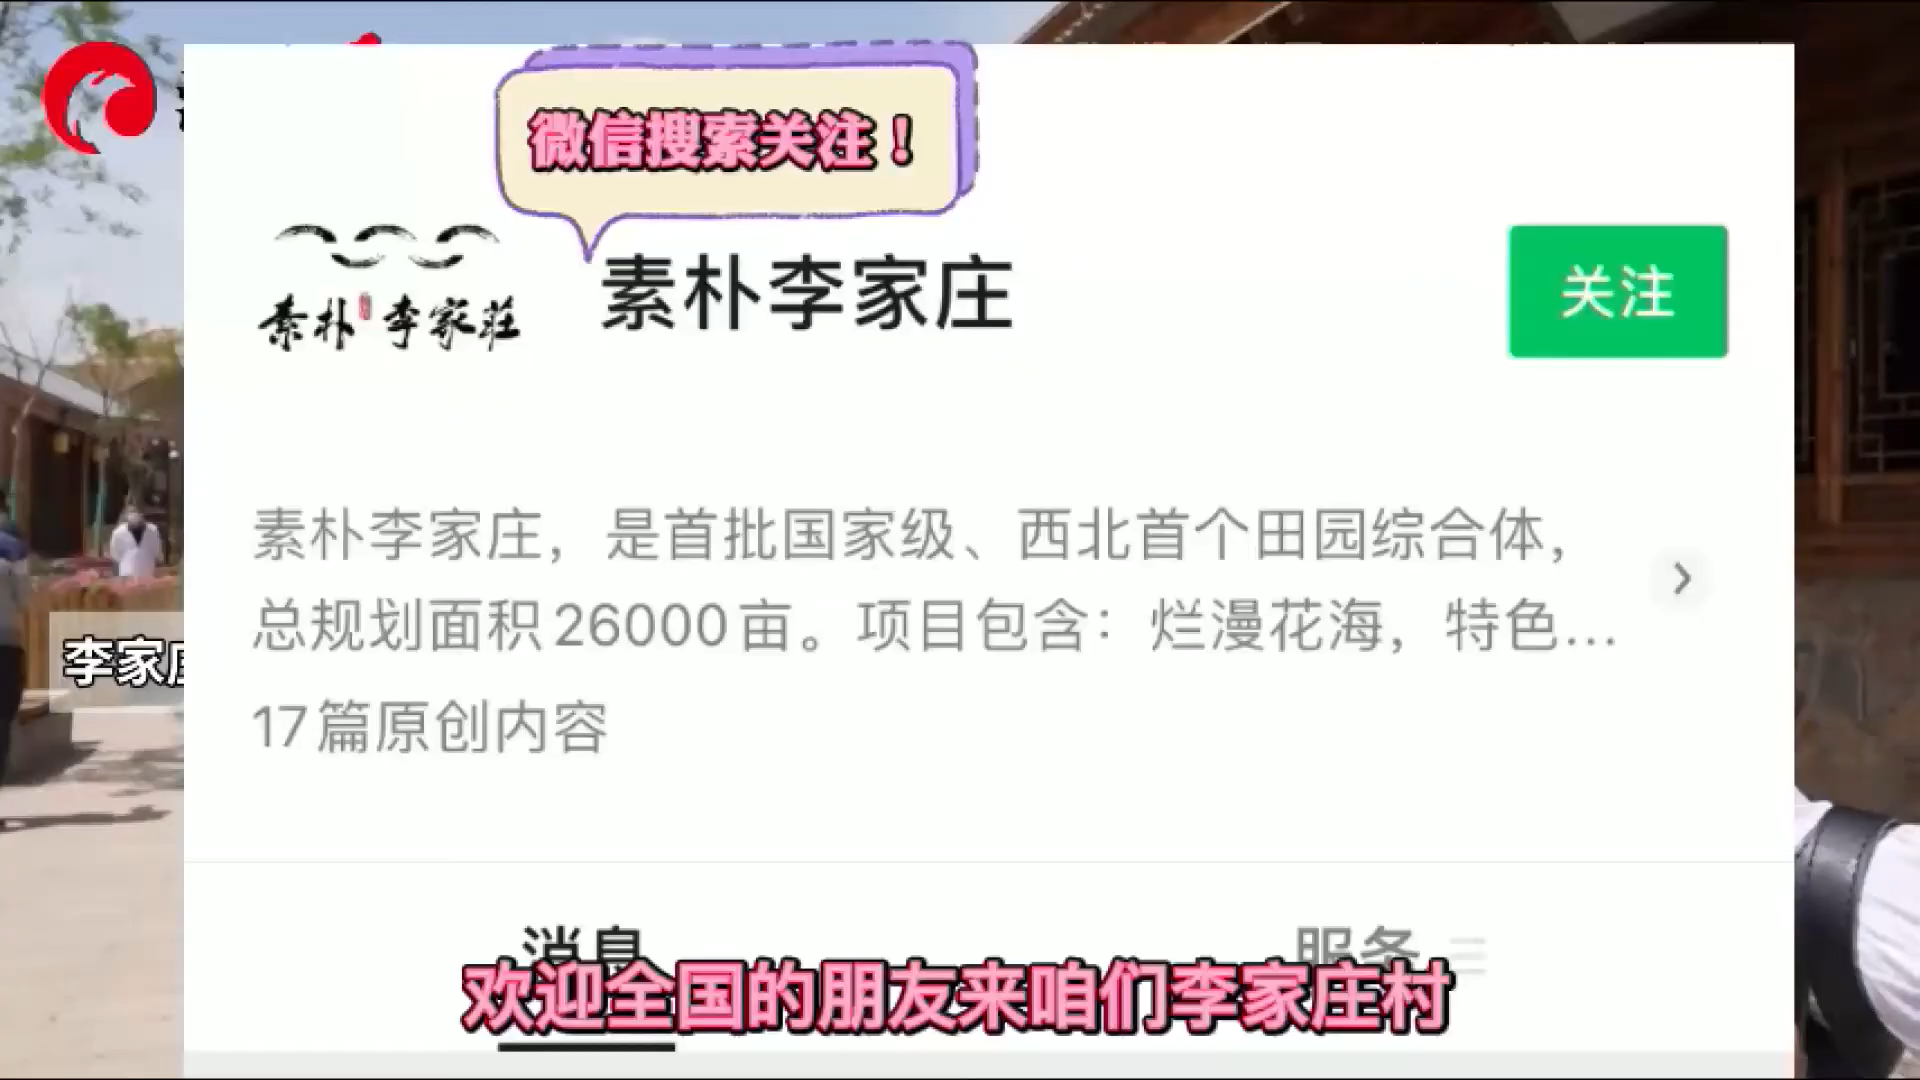 微信搜索关注！
素朴李家莊
素朴李家庄
关注
素朴李家庄，是首批国家级、西北首个田园综合体，
总规划面积26000亩。项目包含：烂漫花海，特色...
17篇原创内容
李家庄
消息
服务
欢迎全国的朋友来咱们李家庄村